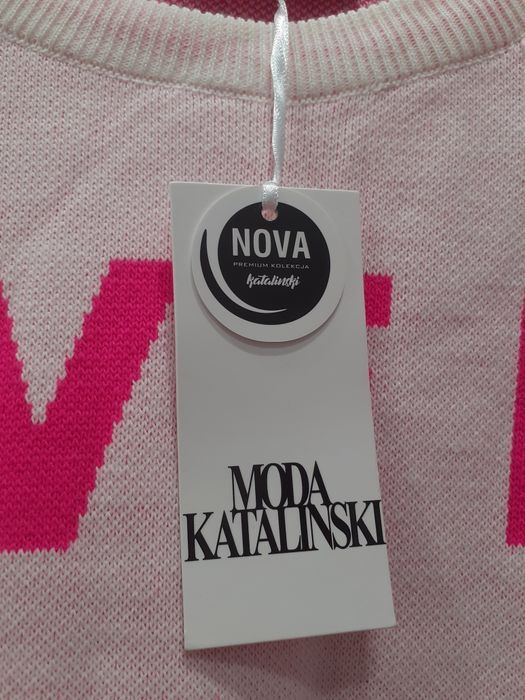 NOVA
PREMIUM KOLEKCJA
katalinski
MODA
KATALINSKI